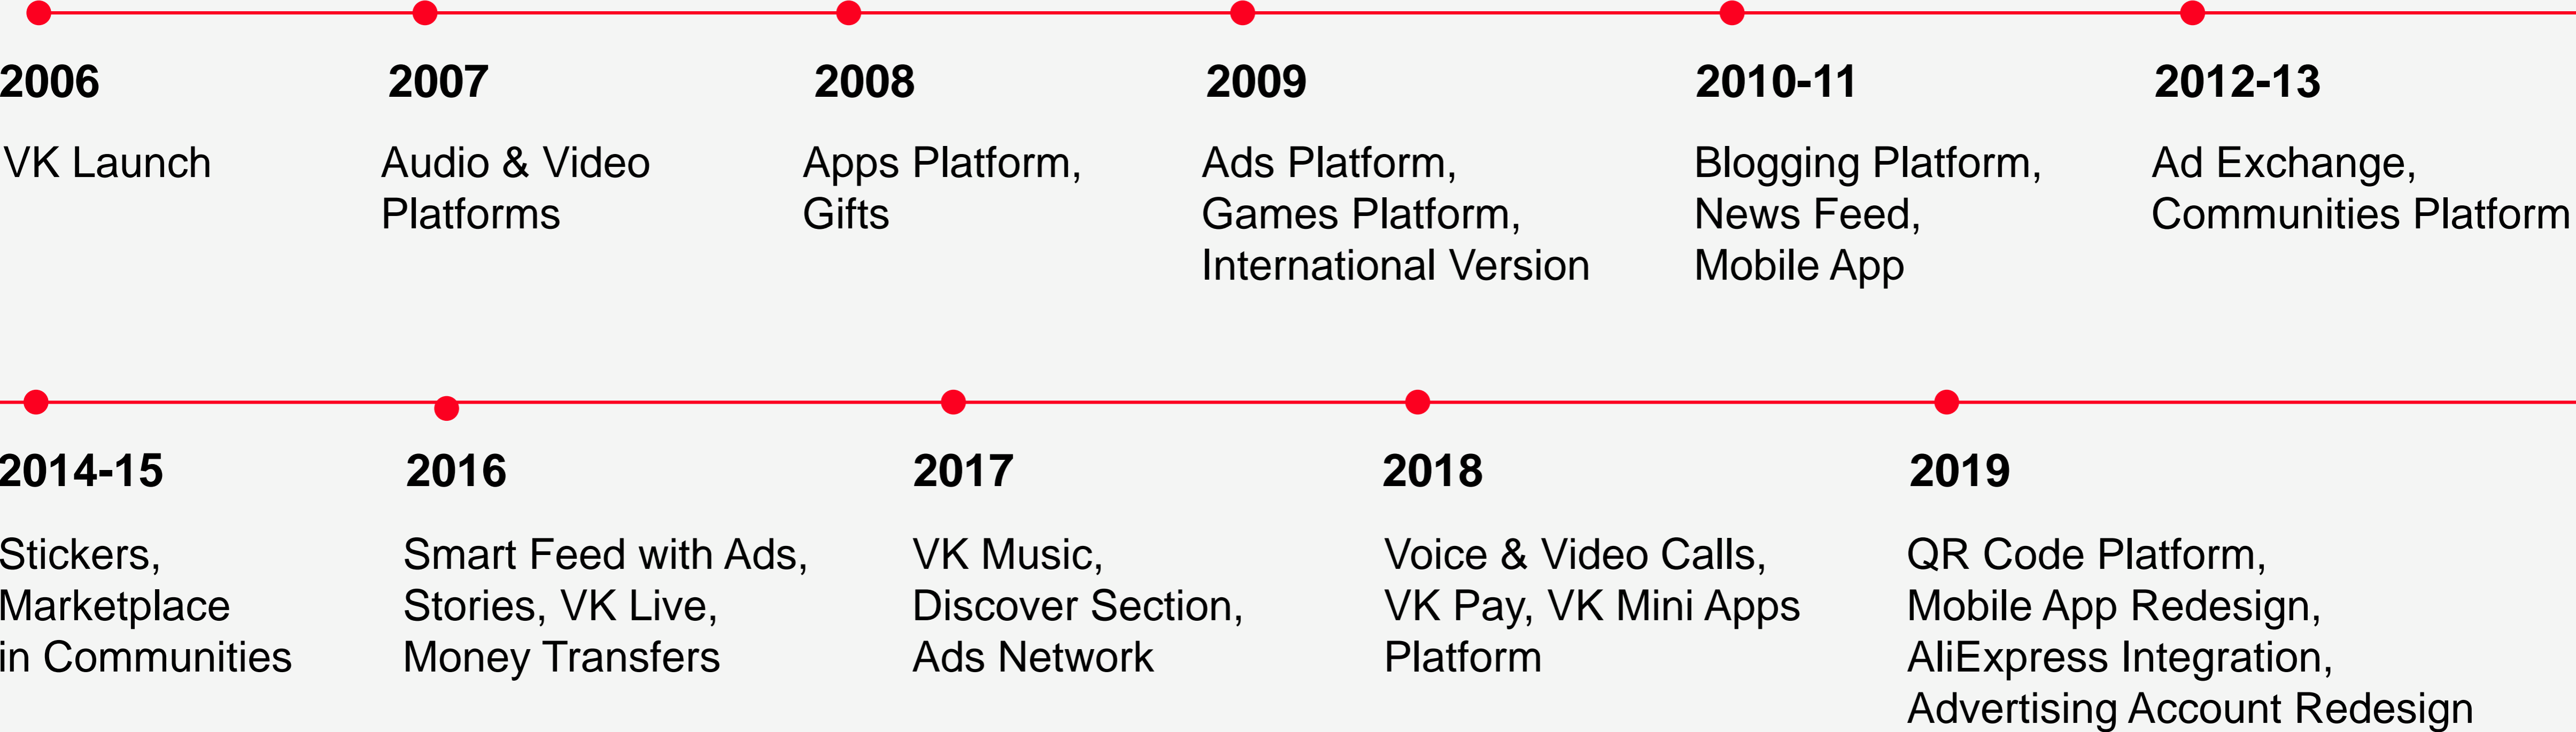 2006
VK Launch
2007
Audio & Video
Platforms
2008
Apps Platform,
Gifts
2009
Ads Platform,
Games Platform,
International Version
2010-11
Blogging Platform,
News Feed,
Mobile App
2012-13
Ad Exchange,
Communities Platform
2014-15
Stickers,
Marketplace
in Communities
2016
Smart Feed with Ads,
Stories, VK Live,
Money Transfers
2017
VK Music,
Discover Section,
Ads Network
2018
Voice & Video Calls,
VK Pay, VK Mini Apps
Platform
2019
QR Code Platform,
Mobile App Redesign,
AliExpress Integration,
Advertising Account Redesign